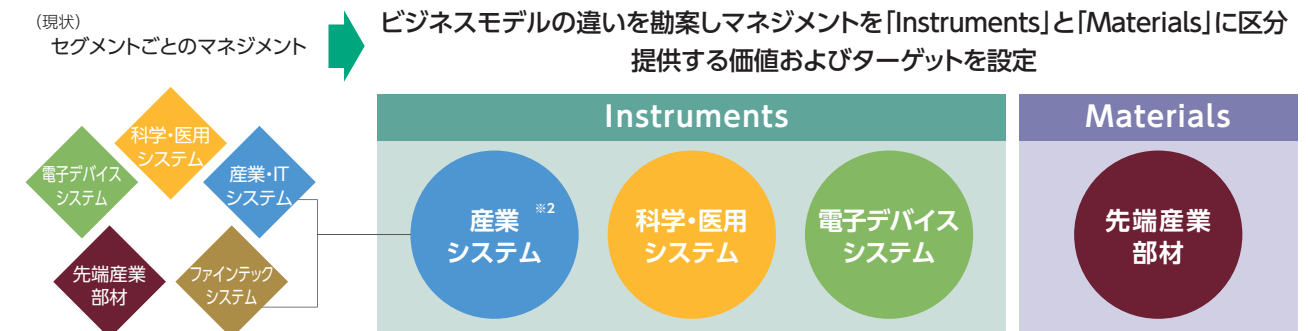 （現状）
セグメントごとのマネジメント
ビジネスモデルの違いを勘案しマネジメントを「Instruments」と「Materials」に区分
提供する価値およびターゲットを設定
科学・医用
システム
電子デバイス
システム
産業・IT
システム
先端産業
部材
ファインテック
システム
Instruments
産業 ※2
システム
科学・医用
システム
電子デバイス
システム
Materials
先端産業
部材